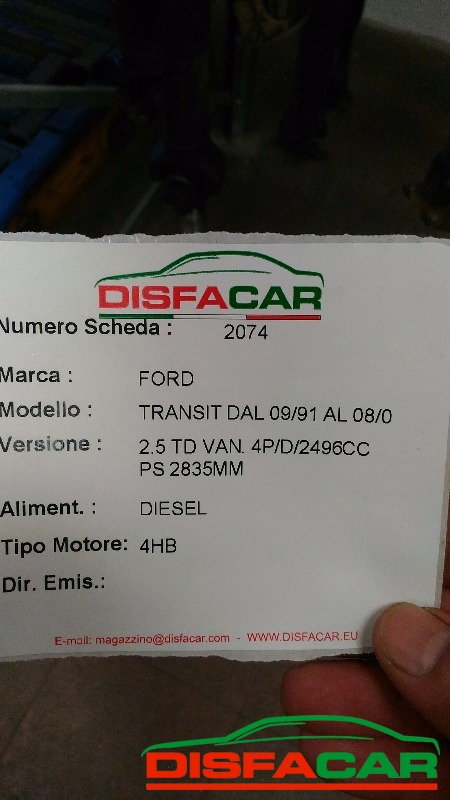 DISFACAR
Numero Scheda : 2074
Marca : FORD
Modello : TRANSIT DAL 09/91 AL 08/0
Versione : 2.5 TD VAN. 4P/D/2496CC
PS 2835MM
Aliment. : DIESEL
Tipo Motore: 4HB
Dir. Emis.:
E-mail: magazzino@disfacar.com - WWW.DISFACAR.EU
DISFACAR